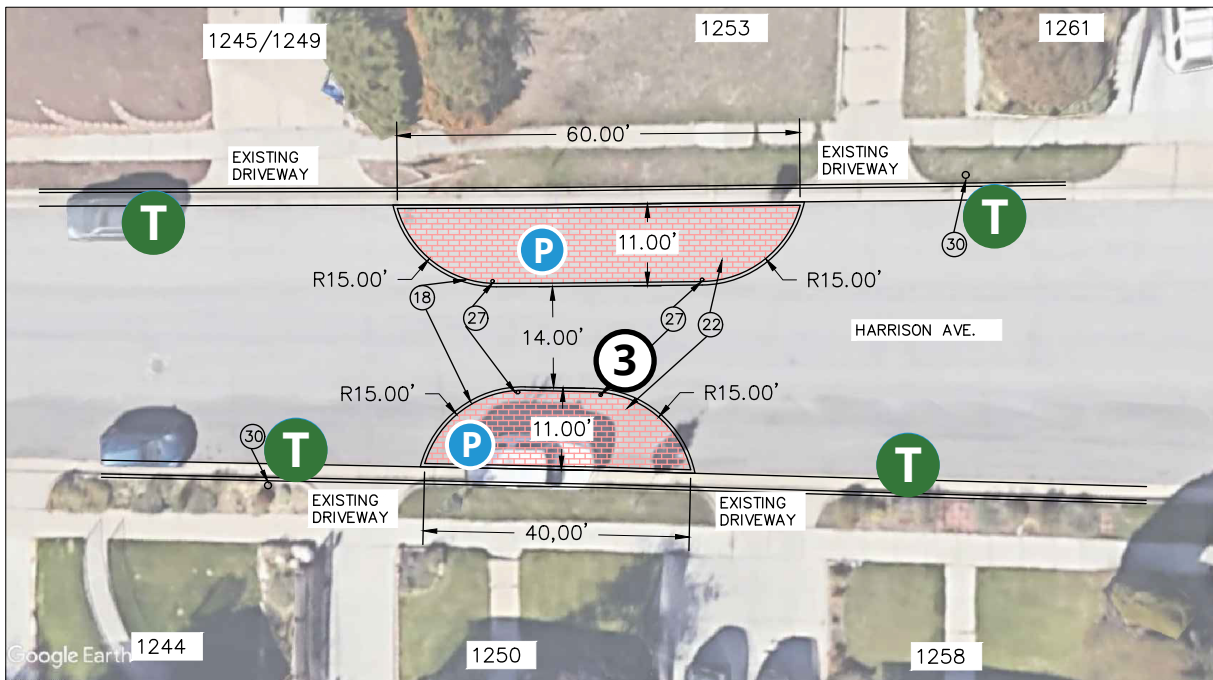 1245/1249
1253
1261
60.00'
EXISTING
DRIVEWAY
EXISTING
DRIVEWAY
T
T
30
P
11.00'
R15.00'
R15.00'
18
27
27
22
14.00'
HARRISON AVE.
3
R15.00'
R15.00'
11.00'
P
30
T
T
EXISTING
DRIVEWAY
EXISTING
DRIVEWAY
40,00'
1244
1250
1258
Google Earth